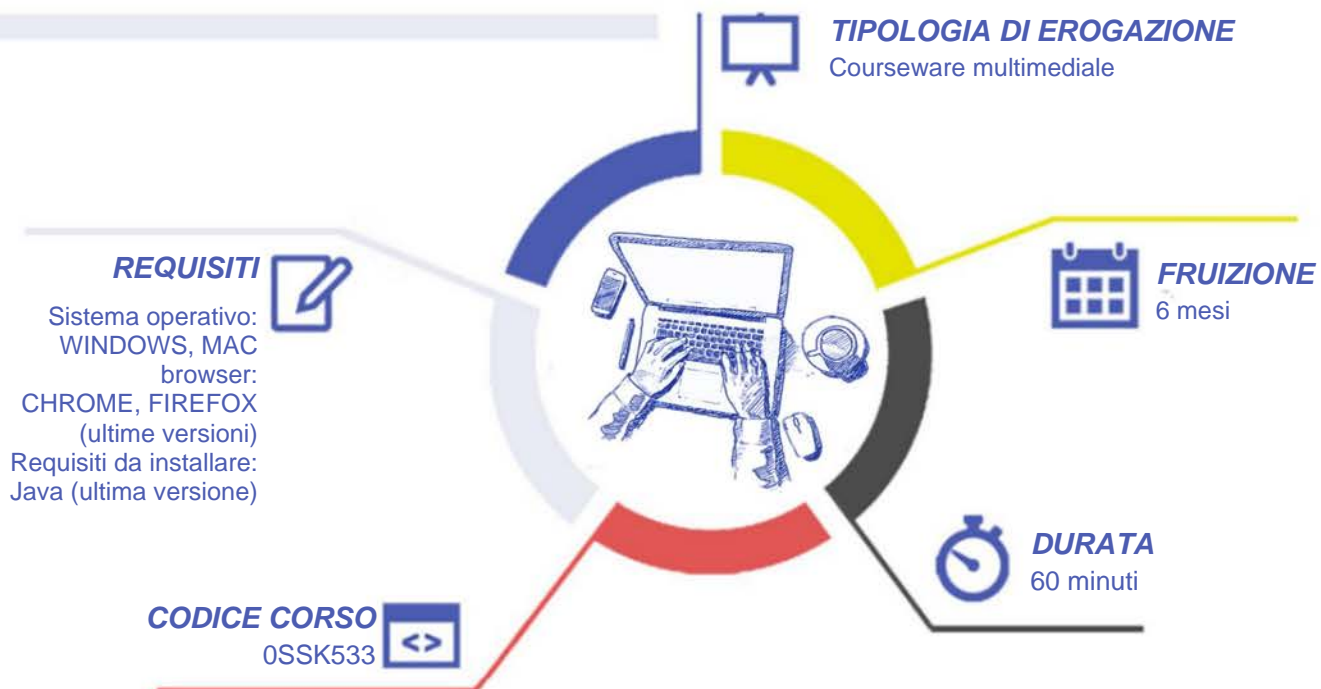 TIPOLOGIA DI EROGAZIONE
Courseware multimediale
REQUISITI
Sistema operativo:
WINDOWS, MAC
browser:
CHROME, FIREFOX
(ultime versioni)
Requisiti da installare:
Java (ultima versione)
FRUIZIONE
6 mesi
DURATA
60 minuti
CODICE CORSO
0SSK533